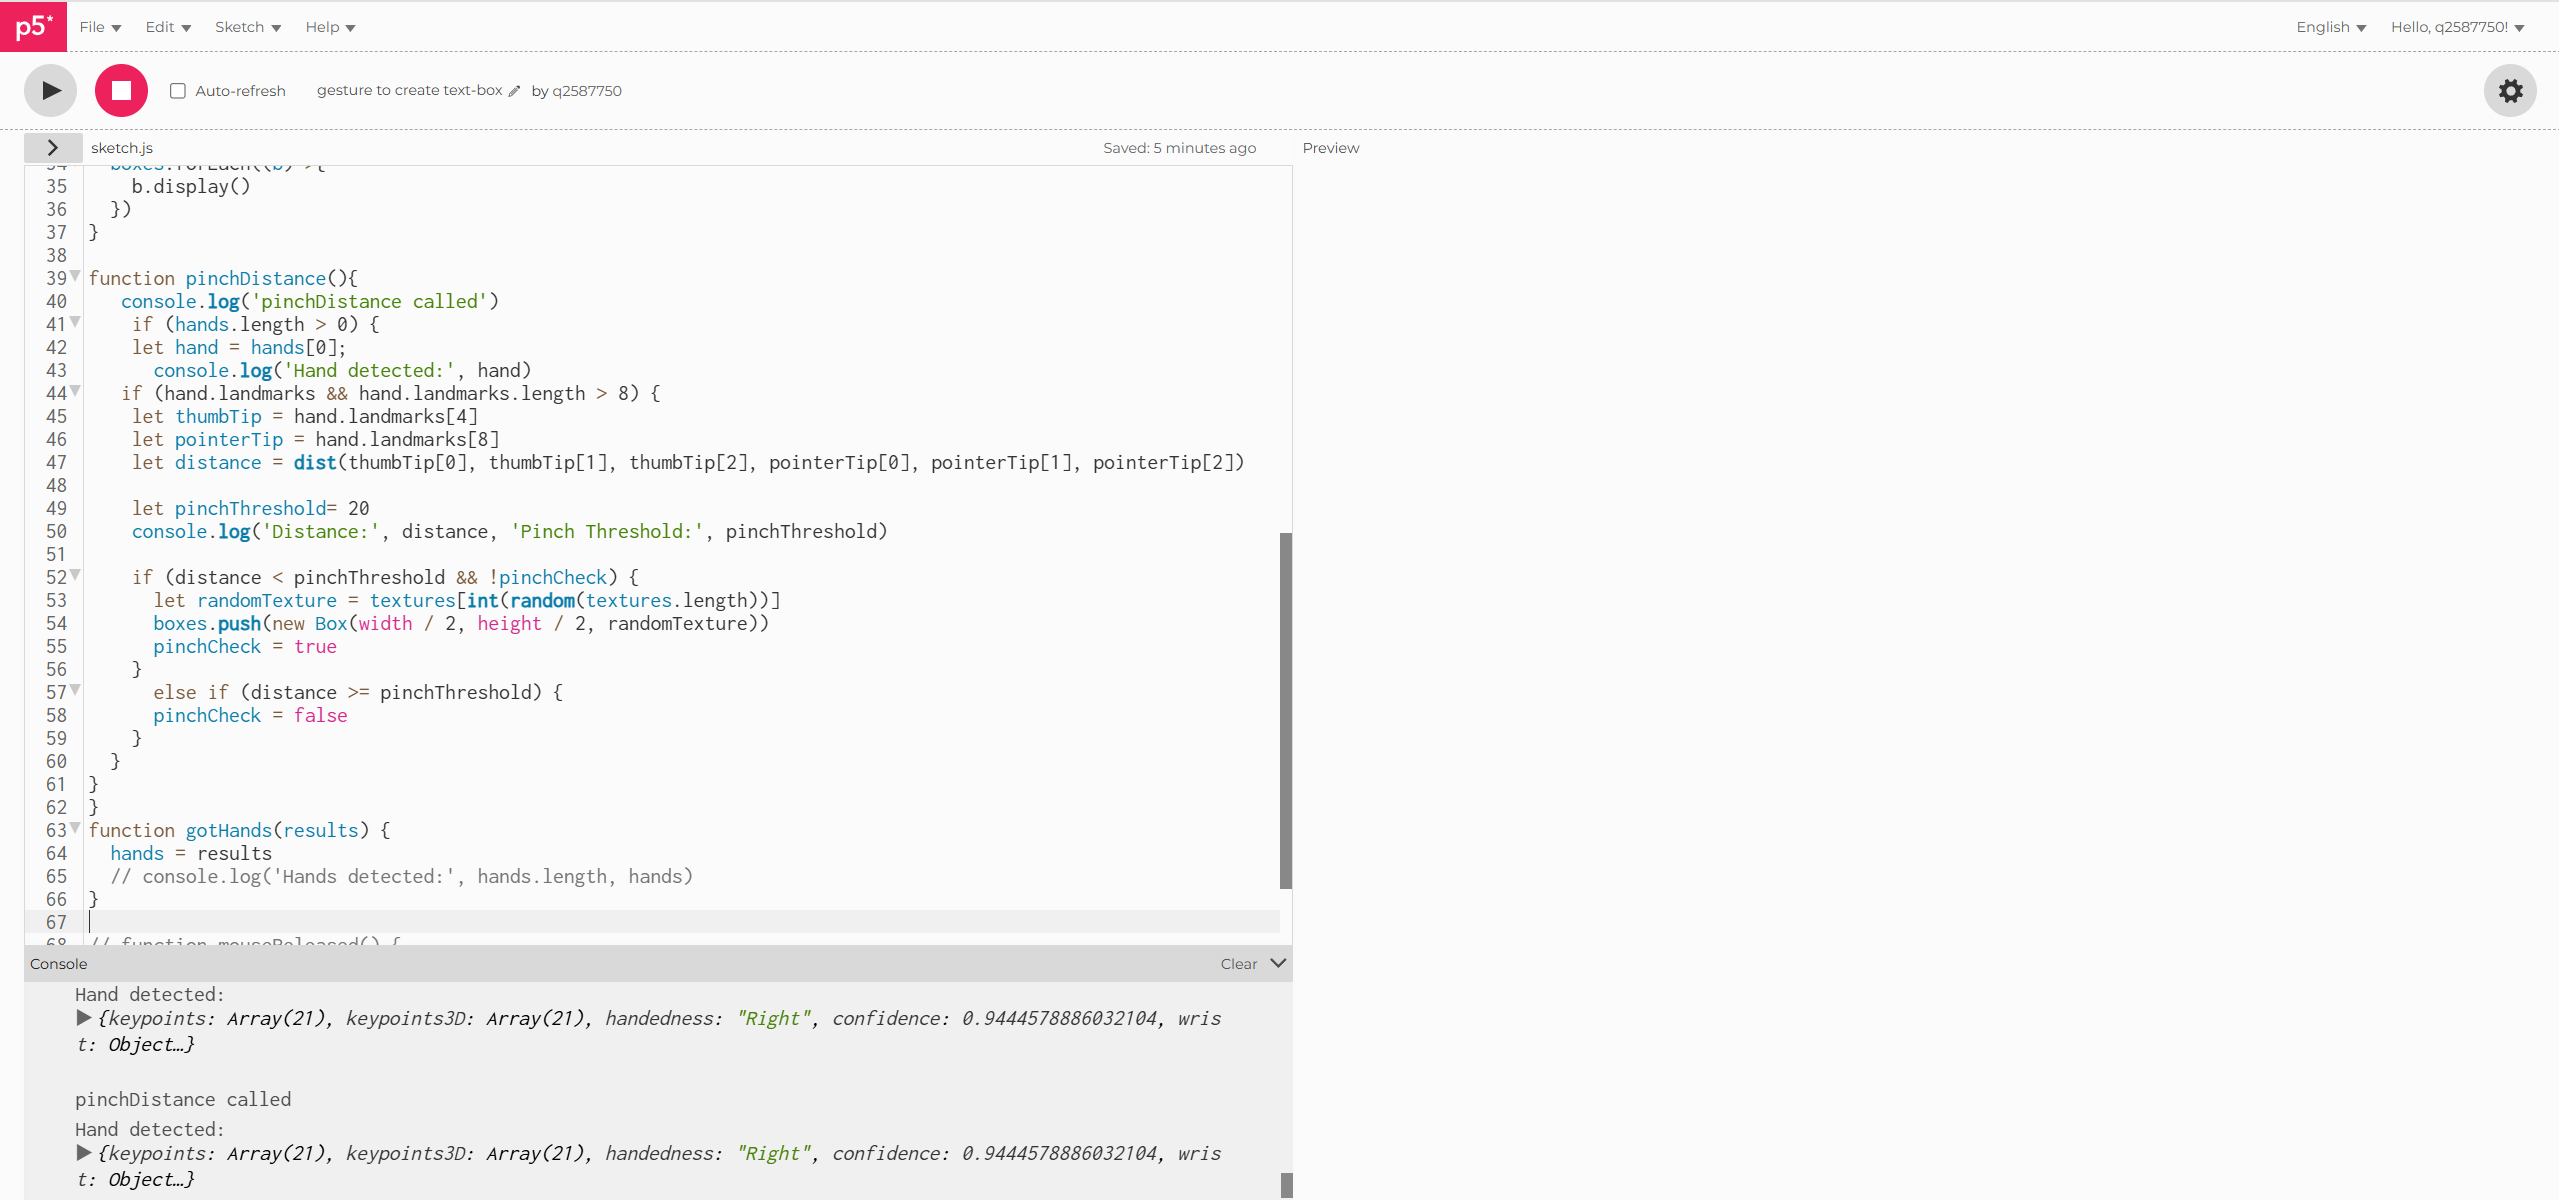 p5* File Edit Sketch Help English Hello, q2587750!
Auto-refresh gesture to create text-box by q2587750
sketch.js Saved: 5 minutes ago Preview
34 boxes.forEach((b)=>{
35 b.display()
36 })
37 }
38
39 function pinchDistance(){
40 console.log('pinchDistance called')
41 if (hands.length > 0) {
42 let hand = hands[0];
43 console.log('Hand detected:', hand)
44 if (hand.landmarks && hand.landmarks.length > 8) {
45 let thumbTip = hand.landmarks[4]
46 let pointerTip = hand.landmarks[8]
47 let distance = dist(thumbTip[0], thumbTip[1], thumbTip[2], pointerTip[0], pointerTip[1], pointerTip[2])
48
49 let pinchThreshold= 20
50 console.log('Distance:', distance, 'Pinch Threshold:', pinchThreshold)
51
52 if (distance < pinchThreshold && !pinchCheck) {
53 let randomTexture = textures[int(random(textures.length))]
54 boxes.push(new Box(width / 2, height / 2, randomTexture))
55 pinchCheck = true
56 }
57 else if (distance >= pinchThreshold) {
58 pinchCheck = false
59 }
60 }
61 }
62 }
63 function gotHands(results) {
64 hands = results
65 // console.log('Hands detected:', hands.length, hands)
66 }
67
68 // function mouseReleased() {
Console Clear
Hand detected:
{keypoints: Array(21), keypoints3D: Array(21), handedness: "Right", confidence: 0.9444578886032104, wris
t: Object…}
pinchDistance called
Hand detected:
{keypoints: Array(21), keypoints3D: Array(21), handedness: "Right", confidence: 0.9444578886032104, wris
t: Object…}